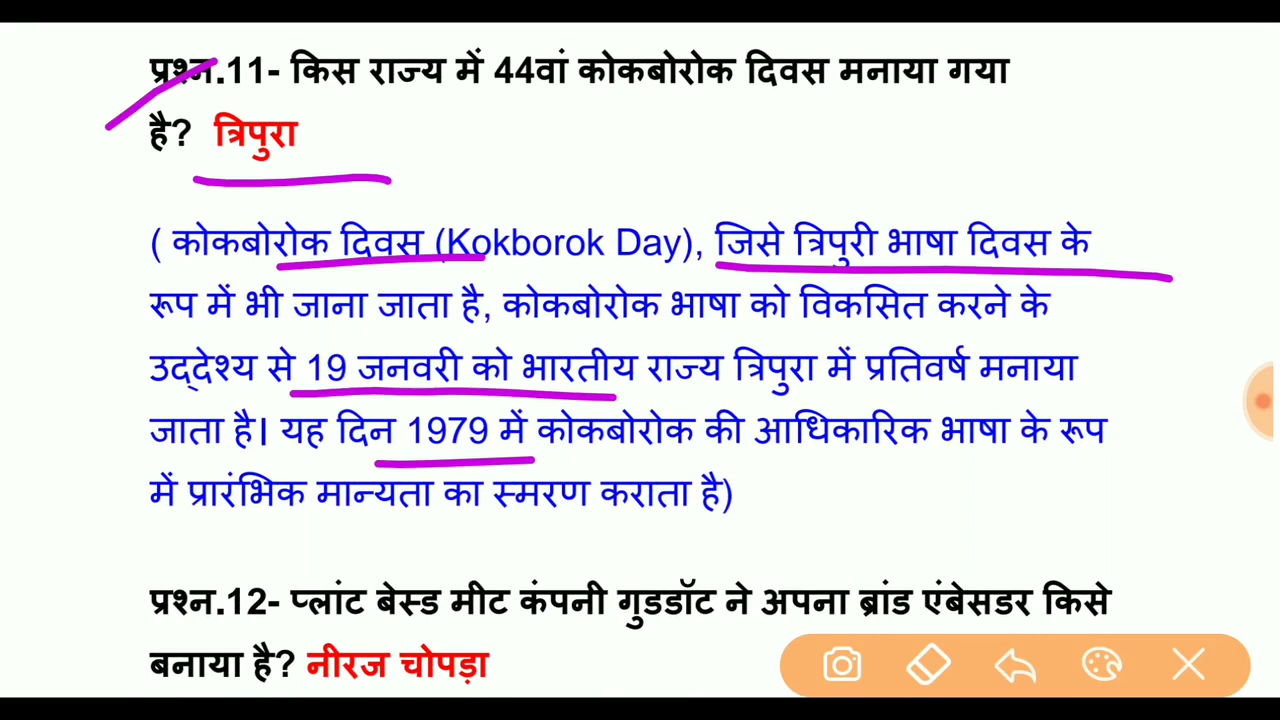 प्रश्न.11- किस राज्य में 44वां कोकबोरोक दिवस मनाया गया
है? त्रिपुरा
( कोकबोरोक दिवस (Kokborok Day), जिसे त्रिपुरी भाषा दिवस के
रूप में भी जाना जाता है, कोकबोरोक भाषा को विकसित करने के
उद्देश्य से 19 जनवरी को भारतीय राज्य त्रिपुरा में प्रतिवर्ष मनाया
जाता है। यह दिन 1979 में कोकबोरोक की आधिकारिक भाषा के रूप
में प्रारंभिक मान्यता का स्मरण कराता है)
प्रश्न.12- प्लांट बेस्ड मीट कंपनी गुडडॉट ने अपना ब्रांड एंबेसडर किसे
बनाया है? नीरज चोपड़ा